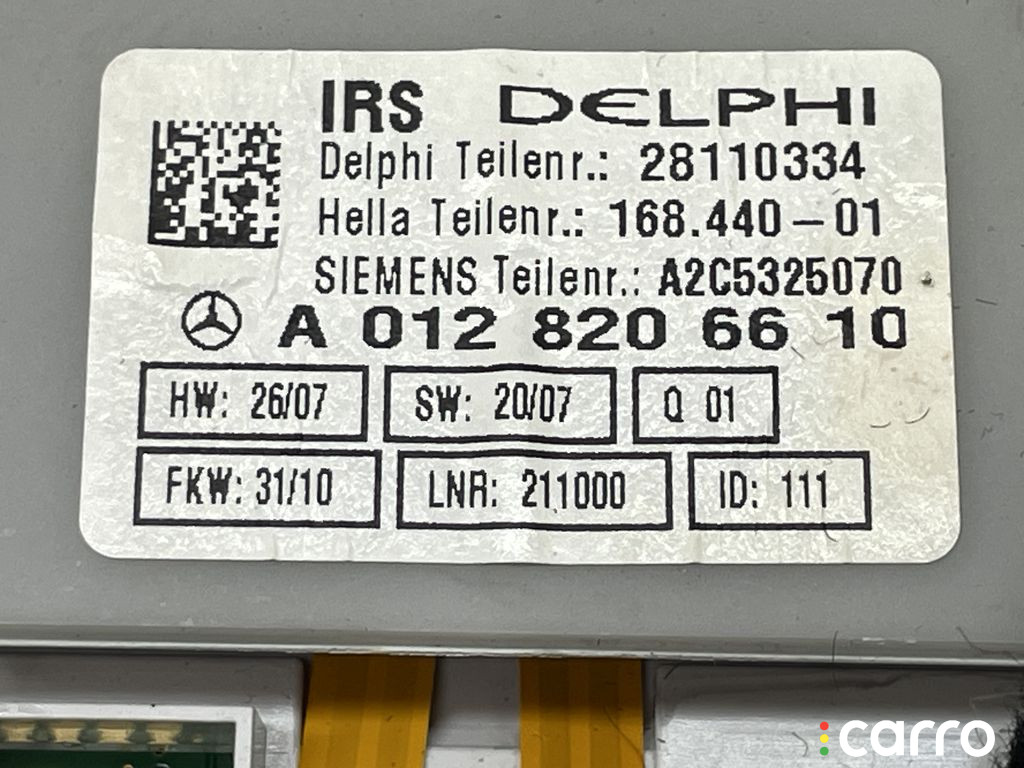 IRS DELPHI
Delphi Teilenr.: 28110334
Hella Teilenr.: 168.440-01
SIEMENS Teilenr.: A2C5325070
A 012 820 66 10
HW: 26/07 SW: 20/07 Q 01
FKW: 31/10 LNR: 211000 ID: 111
carro